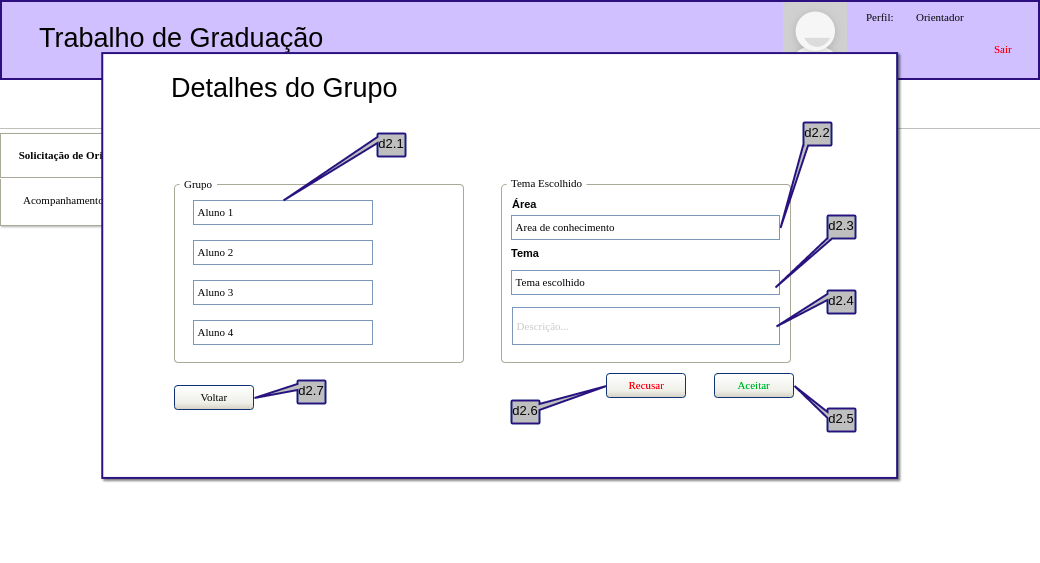 Trabalho de Graduação
Perfil: Orientador
Sair
Detalhes do Grupo
d2.1
d2.2
Solicitação de Ori
Acompanhamento
Grupo
Aluno 1
Aluno 2
Aluno 3
Aluno 4
Tema Escolhido
Área
Area de conhecimento
Tema
Tema escolhido
Descrição...
d2.3
d2.4
Voltar
d2.7
Recusar
Aceitar
d2.6
d2.5